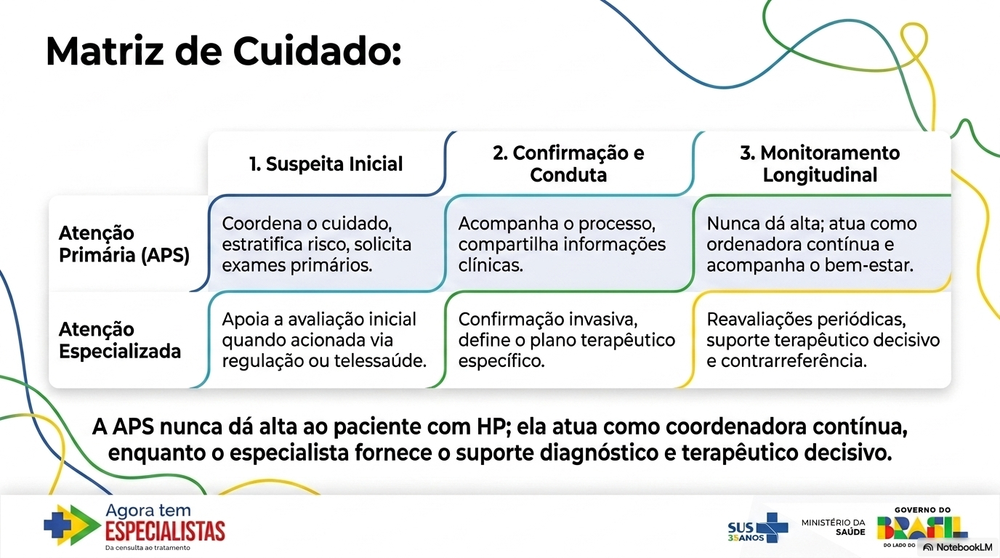 Matriz de Cuidado:
1. Suspeita Inicial
2. Confirmação e
Conduta
3. Monitoramento
Longitudinal
Atenção
Primária (APS)
Coordena o cuidado,
estratifica risco, solicita
exames primários.
Acompanha o processo,
compartilha informações
clínicas.
Nunca dá alta; atua como
ordenadora contínua e
acompanha o bem-estar.
Atenção
Especializada
Apoia a avaliação inicial
quando acionada via
regulação ou telessaúde.
Confirmação invasiva,
define o plano terapêutico
específico.
Reavaliações periódicas,
suporte terapêutico decisivo
e contrarreferência.
A APS nunca dá alta ao paciente com HP; ela atua como coordenadora contínua,
enquanto o especialista fornece o suporte diagnóstico e terapêutico decisivo.
Agora tem
ESPECIALISTAS
Da consulta ao tratamento
SUS
35ANOS
MINISTÉRIO DA
SAÚDE
GOVERNO DO
BRASIL
DO LADO DO
NotebookLM